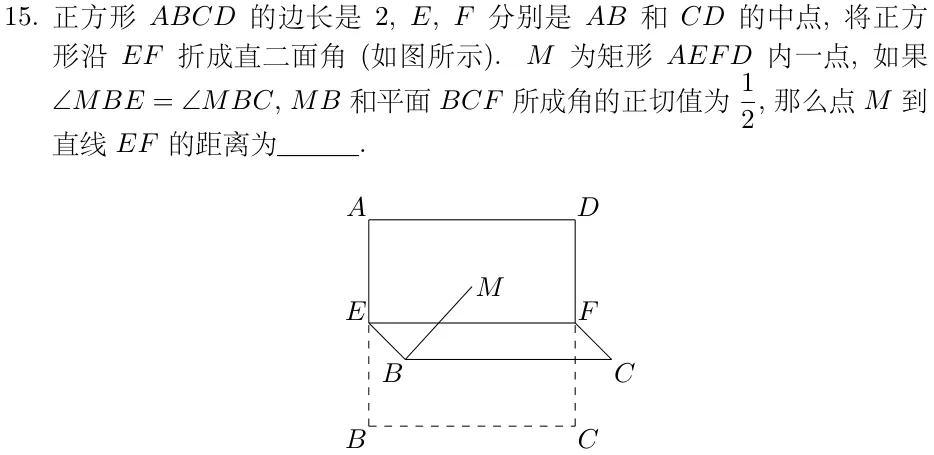 15. 正方形 ABCD 的边长是 2, E, F 分别是 AB 和 CD 的中点, 将正方
形沿 EF 折成直二面角 (如图所示). M 为矩形 AEFD 内一点, 如果
∠MBE = ∠MBC, MB 和平面 BCF 所成角的正切值为 1/2, 那么点 M 到
直线 EF 的距离为______.
A D
M
E F
B C
B C